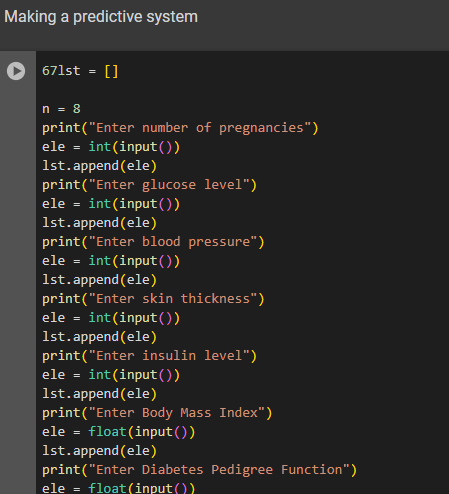 Making a predictive system
67lst = []
n = 8
print("Enter number of pregnancies")
ele = int(input())
lst.append(ele)
print("Enter glucose level")
ele = int(input())
lst.append(ele)
print("Enter blood pressure")
ele = int(input())
lst.append(ele)
print("Enter skin thickness")
ele = int(input())
lst.append(ele)
print("Enter insulin level")
ele = int(input())
lst.append(ele)
print("Enter Body Mass Index")
ele = float(input())
lst.append(ele)
print("Enter Diabetes Pedigree Function")
ele = float(input())